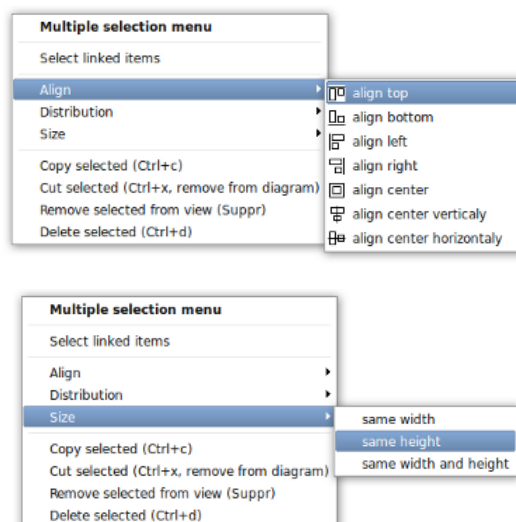 Multiple selection menu
Select linked items
Align
Distribution
Size
Copy selected (Ctrl+c)
Cut selected (Ctrl+x, remove from diagram)
Remove selected from view (Suppr)
Delete selected (Ctrl+d)
align top
align bottom
align left
align right
align center
align center verticaly
align center horizontaly
Multiple selection menu
Select linked items
Align
Distribution
Size
Copy selected (Ctrl+c)
Cut selected (Ctrl+x, remove from diagram)
Remove selected from view (Suppr)
Delete selected (Ctrl+d)
same width
same height
same width and height